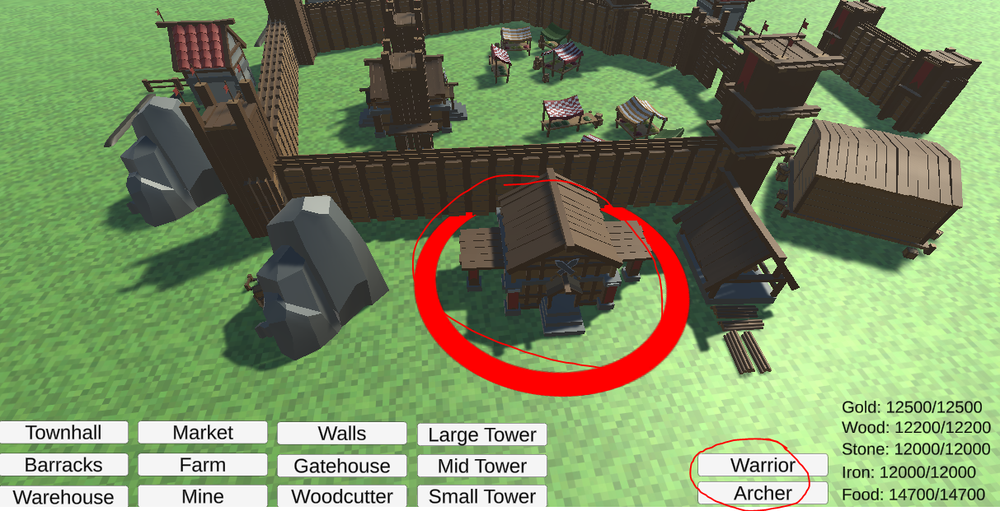 Townhall
Market
Walls
Large Tower
Barracks
Farm
Gatehouse
Mid Tower
Warehouse
Mine
Woodcutter
Small Tower
Warrior
Archer
Gold: 12500/12500
Wood: 12200/12200
Stone: 12000/12000
Iron: 12000/12000
Food: 14700/14700